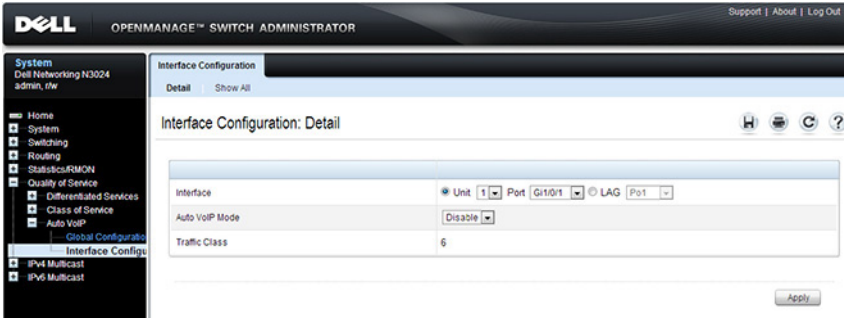 Support | About | Log Out
DELL OPENMANAGE™ SWITCH ADMINISTRATOR
System
Dell Networking N3024
admin, r/w
Home
System
Switching
Routing
Statistics/RMON
Quality of Service
Differentiated Services
Class of Service
Auto VoIP
Global Configuratio
Interface Configu
IPv4 Multicast
IPv6 Multicast
Interface Configuration
Detail Show All
Interface Configuration: Detail
Interface Unit 1 Port Gi1/0/1 LAG Po1
Auto VoIP Mode Disable
Traffic Class 6
Apply